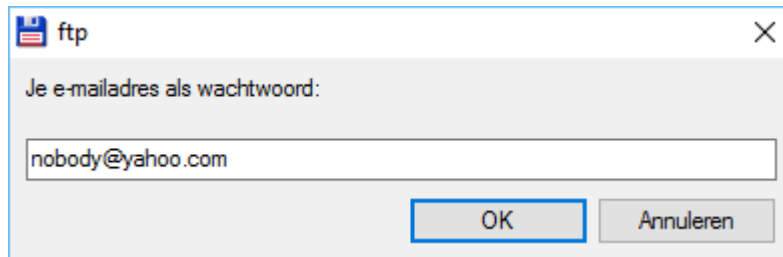 ftp
Je e-mailadres als wachtwoord:
nobody@yahoo.com
OK Annuleren